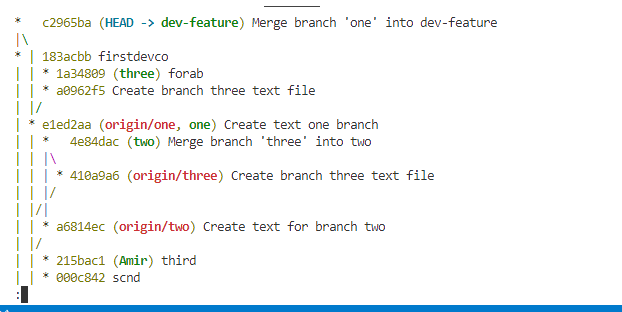 *   c2965ba (HEAD -> dev-feature) Merge branch 'one' into dev-feature
|\
* | 183acbb firstdevco
| | * 1a34809 (three) forab
| | * a0962f5 Create branch three text file
| |/
| * e1ed2aa (origin/one, one) Create text one branch
| | *   4e84dac (two) Merge branch 'three' into two
| | |\
| | | * 410a9a6 (origin/three) Create branch three text file
| | |/
| |/|
| | * a6814ec (origin/two) Create text for branch two
| |/
| | * 215bac1 (Amir) third
| | * 000c842 scnd
: